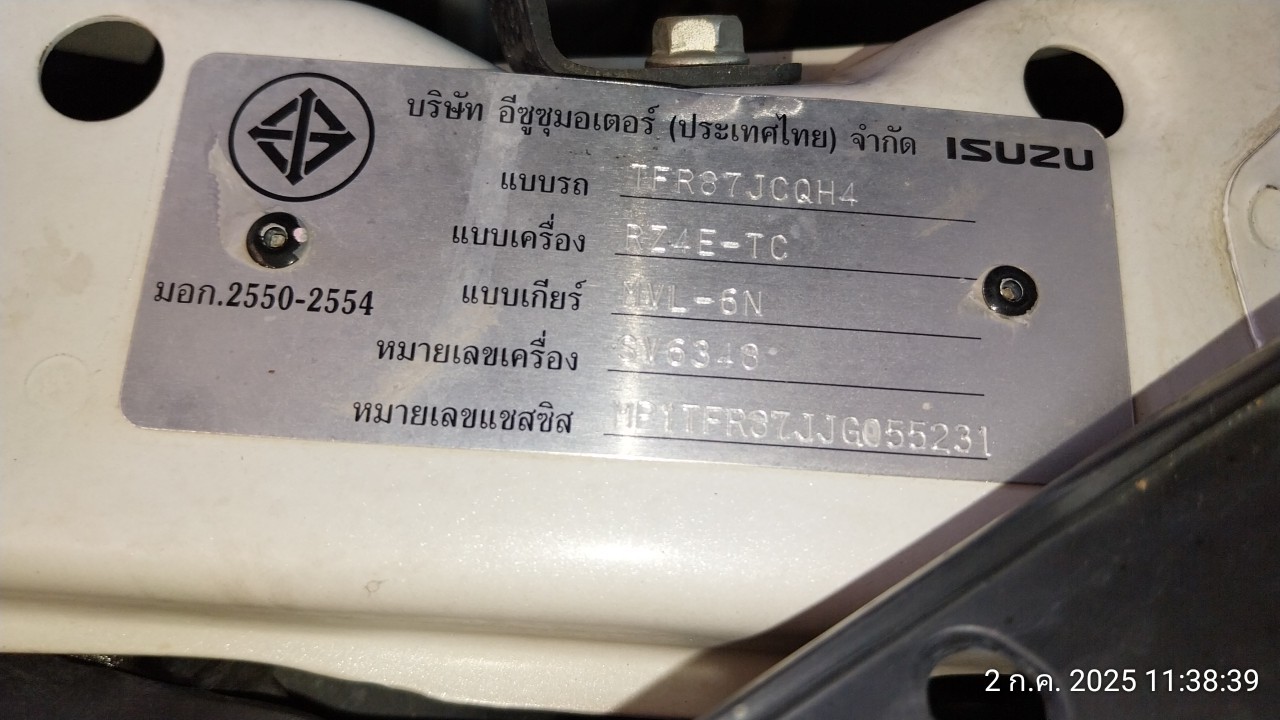 บริษัท อีซูซุมอเตอร์ (ประเทศไทย) จำกัด ISUZU
แบบรถ TFR87JCQH4
แบบเครื่อง RZ4E-TC
มอก.2550-2554 แบบเกียร์ MVL-6N
หมายเลขเครื่อง
หมายเลขแชสซิส MP1TFR87JJG055231
2 ก.ค. 2025 11:38:39